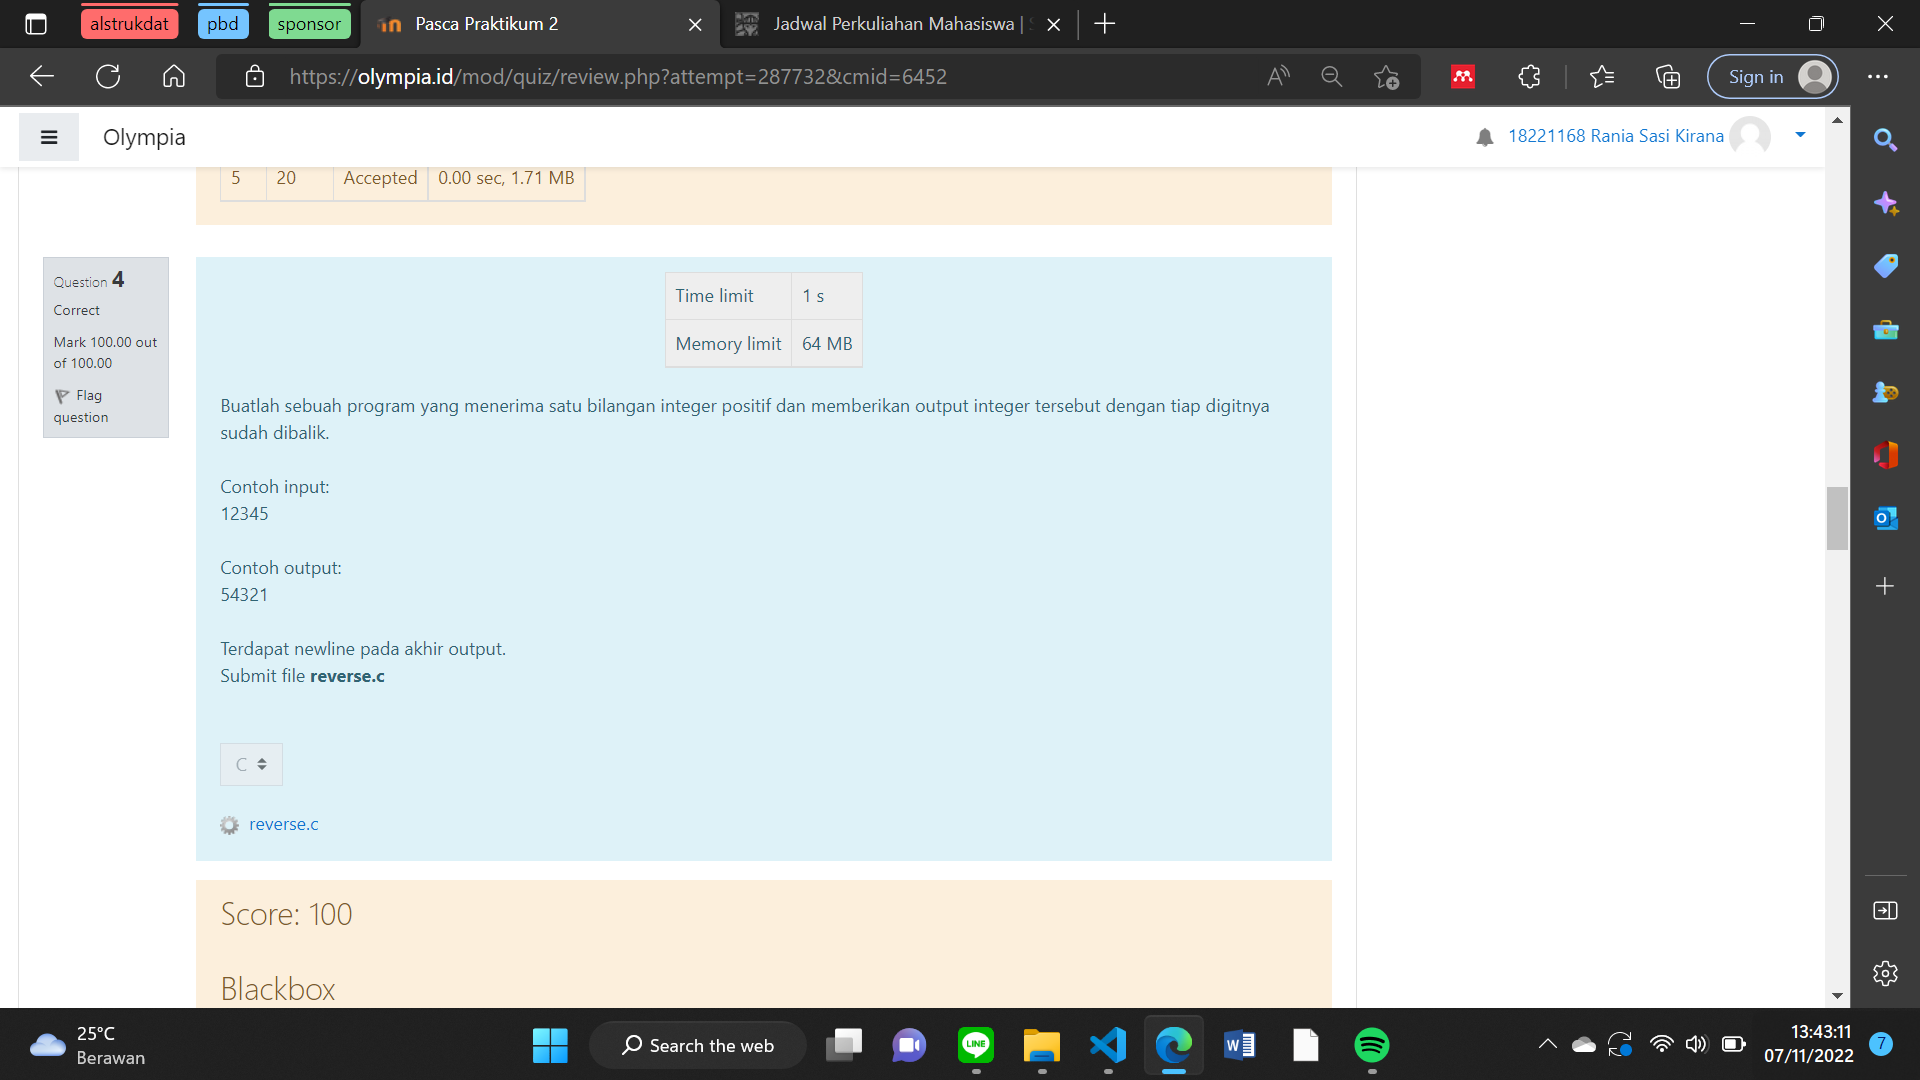 alstrukdat
pbd
sponsor
Pasca Praktikum 2
Jadwal Perkuliahan Mahasiswa |
https://olympia.id/mod/quiz/review.php?attempt=287732&cmid=6452
Sign in
Olympia
18221168 Rania Sasi Kirana
5 20 Accepted 0.00 sec, 1.71 MB
Question 4
Correct
Mark 100.00 out
of 100.00
Flag
question
Time limit 1 s
Memory limit 64 MB
Buatlah sebuah program yang menerima satu bilangan integer positif dan memberikan output integer tersebut dengan tiap digitnya
sudah dibalik.
Contoh input:
12345
Contoh output:
54321
Terdapat newline pada akhir output.
Submit file reverse.c
C
reverse.c
Score: 100
Blackbox
25°C
Berawan
Search the web
LINE
13:43:11
07/11/2022
7